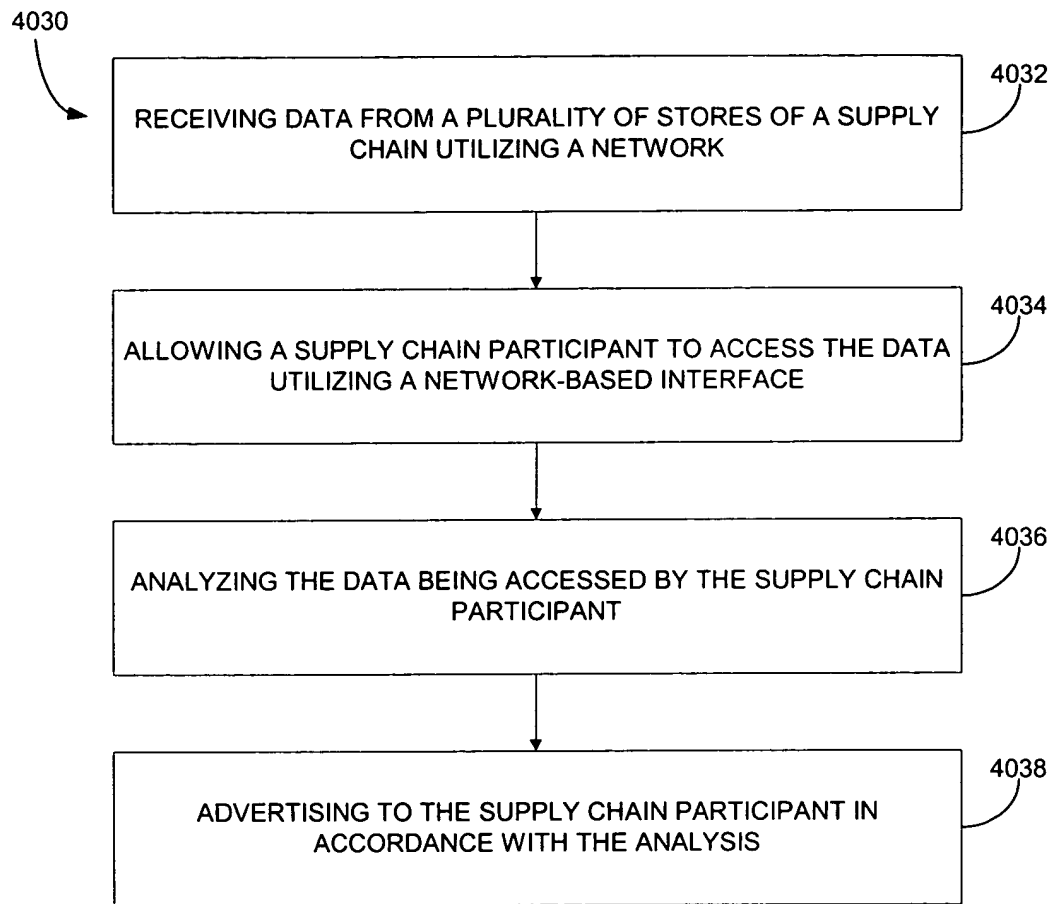 4030
4032
RECEIVING DATA FROM A PLURALITY OF STORES OF A SUPPLY
CHAIN UTILIZING A NETWORK
4034
ALLOWING A SUPPLY CHAIN PARTICIPANT TO ACCESS THE DATA
UTILIZING A NETWORK-BASED INTERFACE
4036
ANALYZING THE DATA BEING ACCESSED BY THE SUPPLY CHAIN
PARTICIPANT
4038
ADVERTISING TO THE SUPPLY CHAIN PARTICIPANT IN
ACCORDANCE WITH THE ANALYSIS